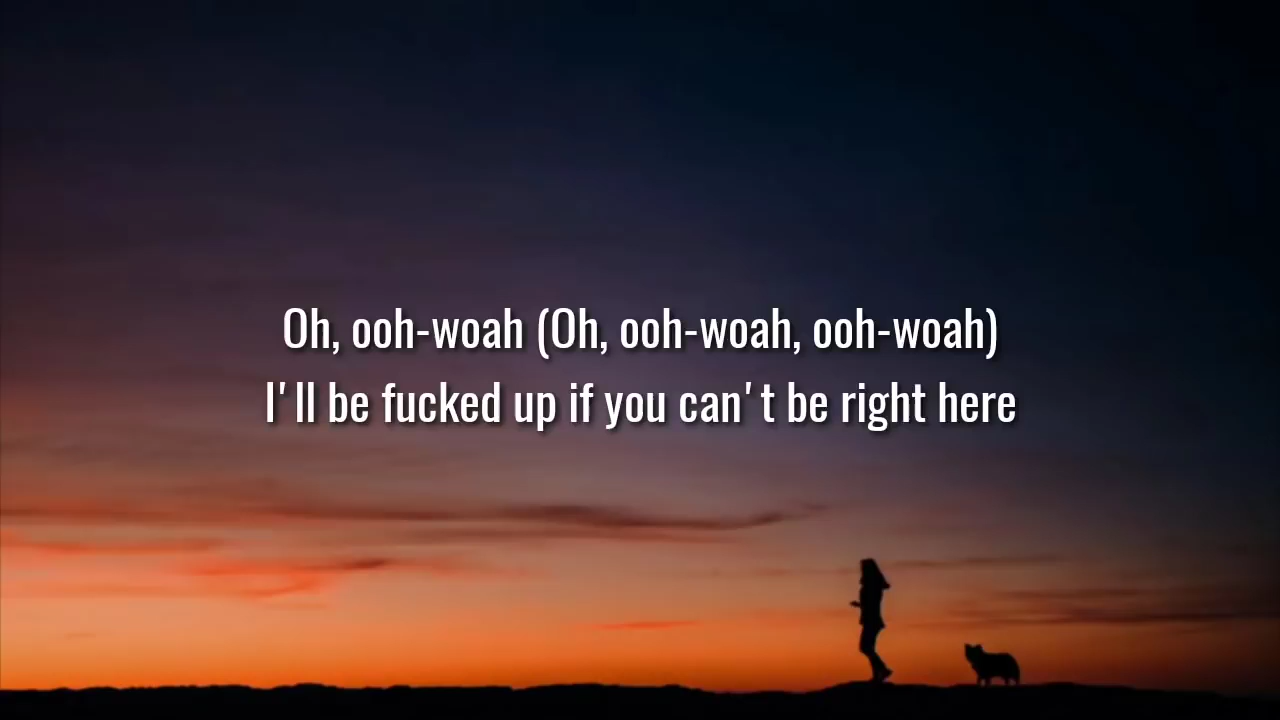 Oh, ooh-woah (Oh, ooh-woah, ooh-woah)
I'll be fucked up if you can't be right here